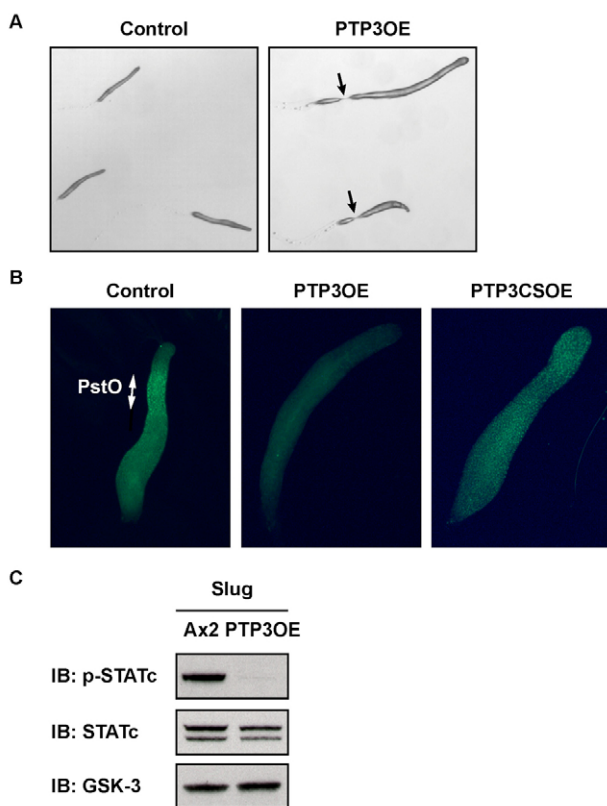 A
Control PTP3OE
B
Control PTP3OE PTP3CSOE
PstO
C
Slug
Ax2 PTP3OE
IB: p-STATc
IB: STATc
IB: GSK-3